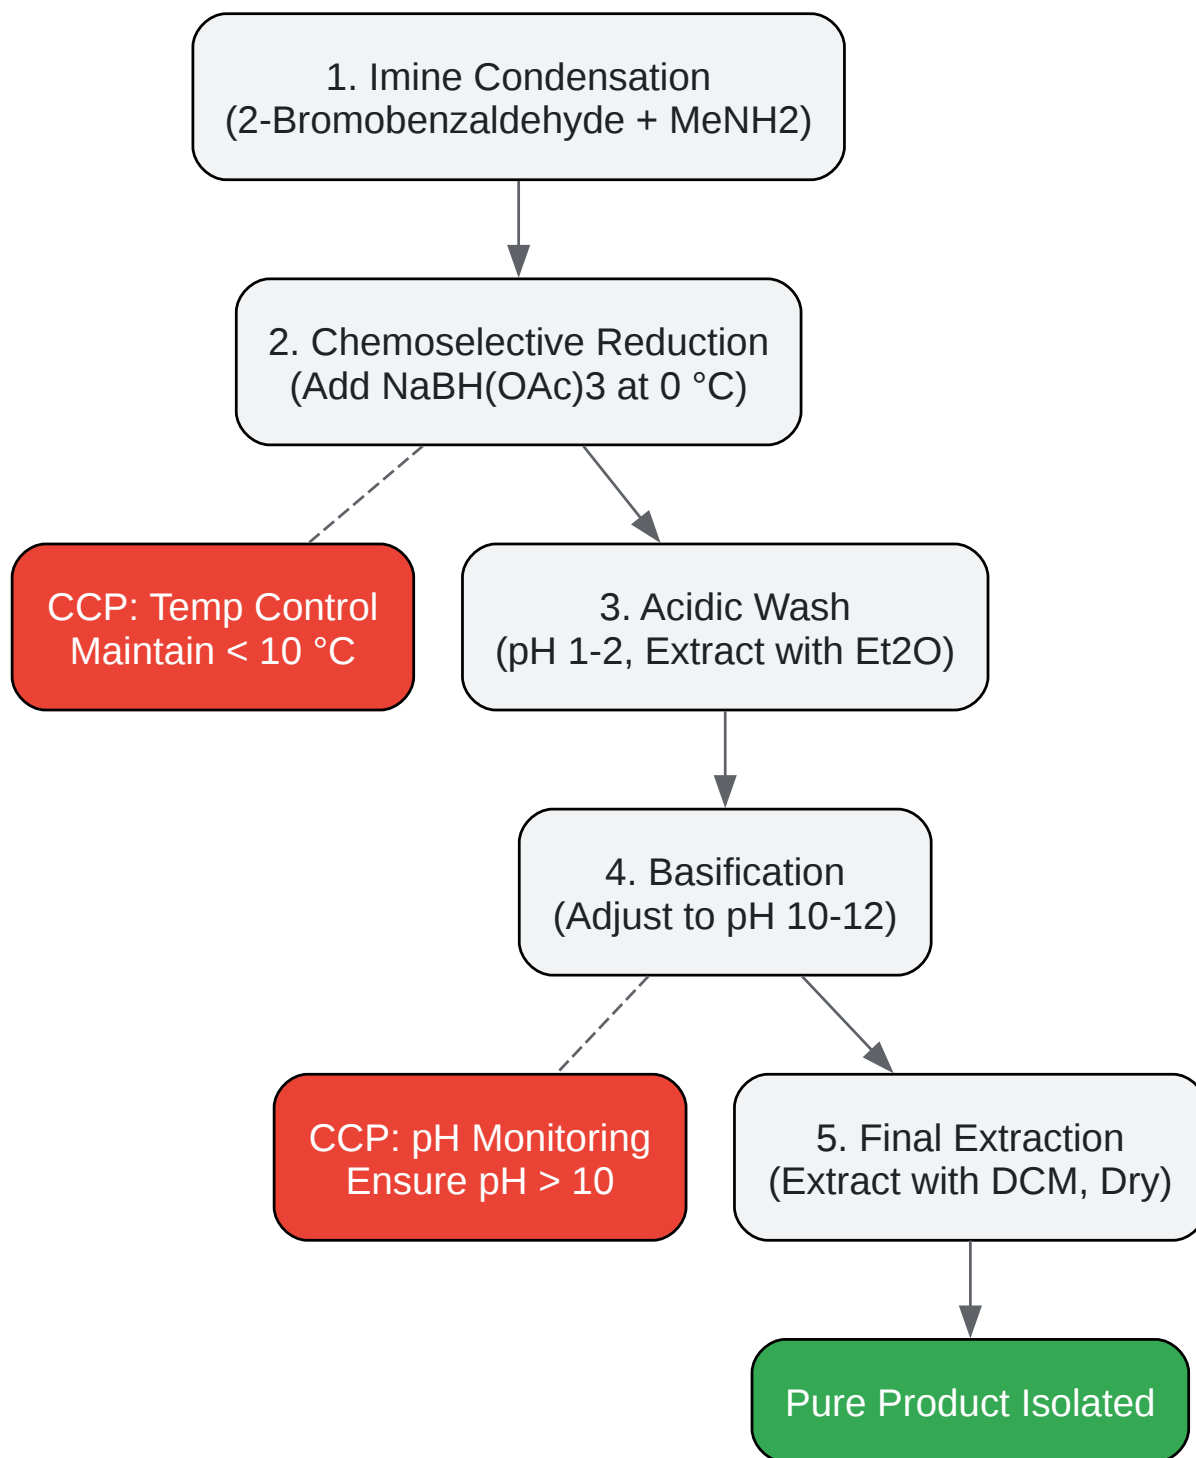 1. Imine Condensation
(2-Bromobenzaldehyde + MeNH2)
2. Chemoselective Reduction
(Add NaBH(OAc)3 at 0 °C)
CCP: Temp Control
Maintain < 10 °C
3. Acidic Wash
(pH 1-2, Extract with Et2O)
4. Basification
(Adjust to pH 10-12)
CCP: pH Monitoring
Ensure pH > 10
5. Final Extraction
(Extract with DCM, Dry)
Pure Product Isolated